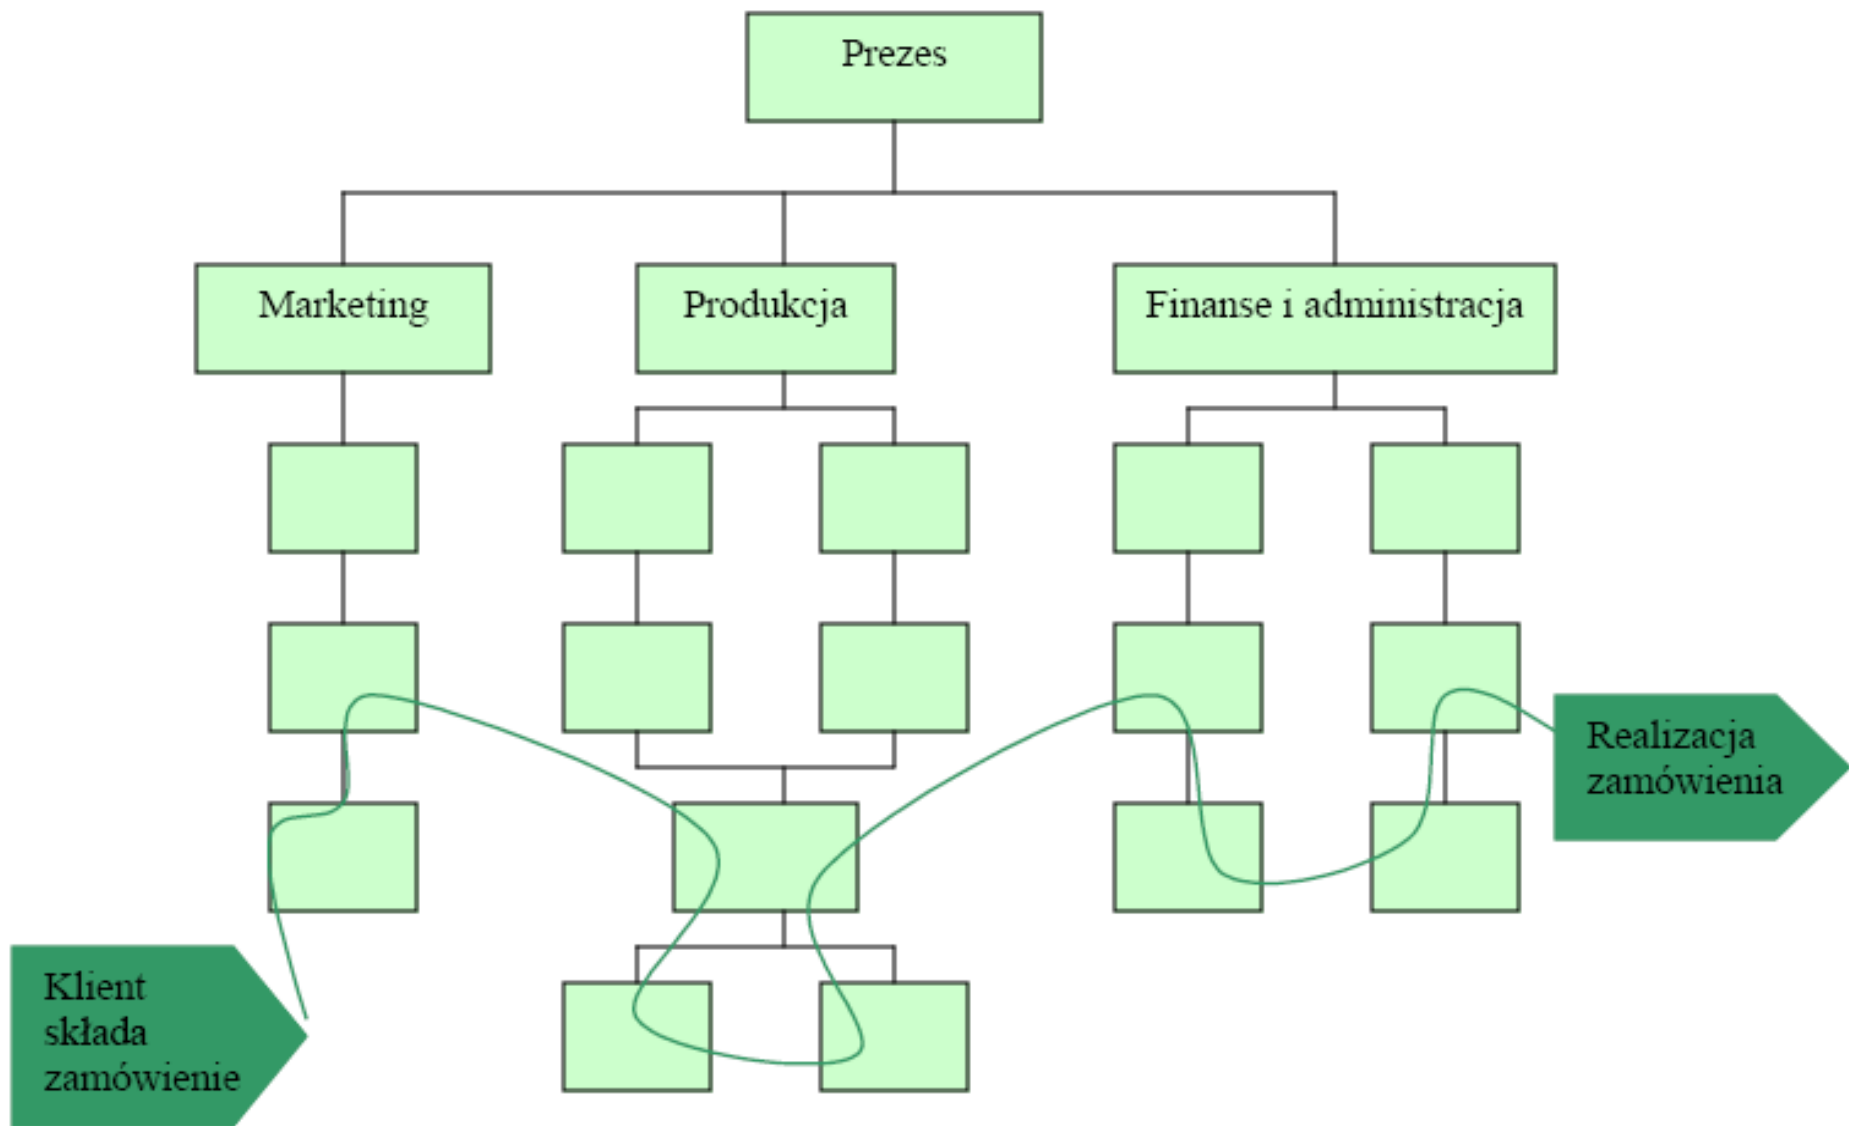 Prezes
Marketing
Produkcja
Finanse i administracja
Realizacja
zamówienia
Klient
składa
zamówienie